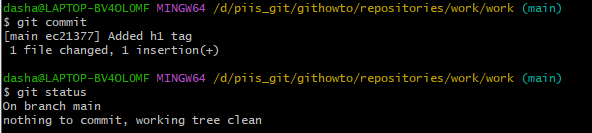 dasha@LAPTOP-BV4OLOMF MINGW64 /d/piis_git/githowto/repositories/work/work (main)
$ git commit
[main ec21377] Added h1 tag
 1 file changed, 1 insertion(+)
dasha@LAPTOP-BV4OLOMF MINGW64 /d/piis_git/githowto/repositories/work/work (main)
$ git status
On branch main
nothing to commit, working tree clean